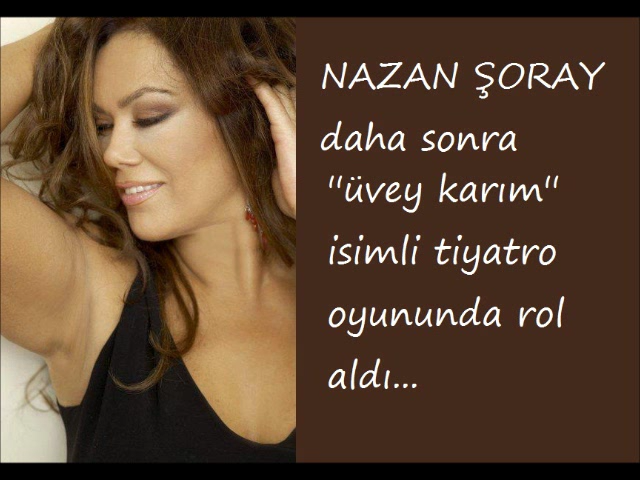 NAZAN ŞORAY
daha sonra
"üvey karım"
isimli tiyatro
oyununda rol
aldı...